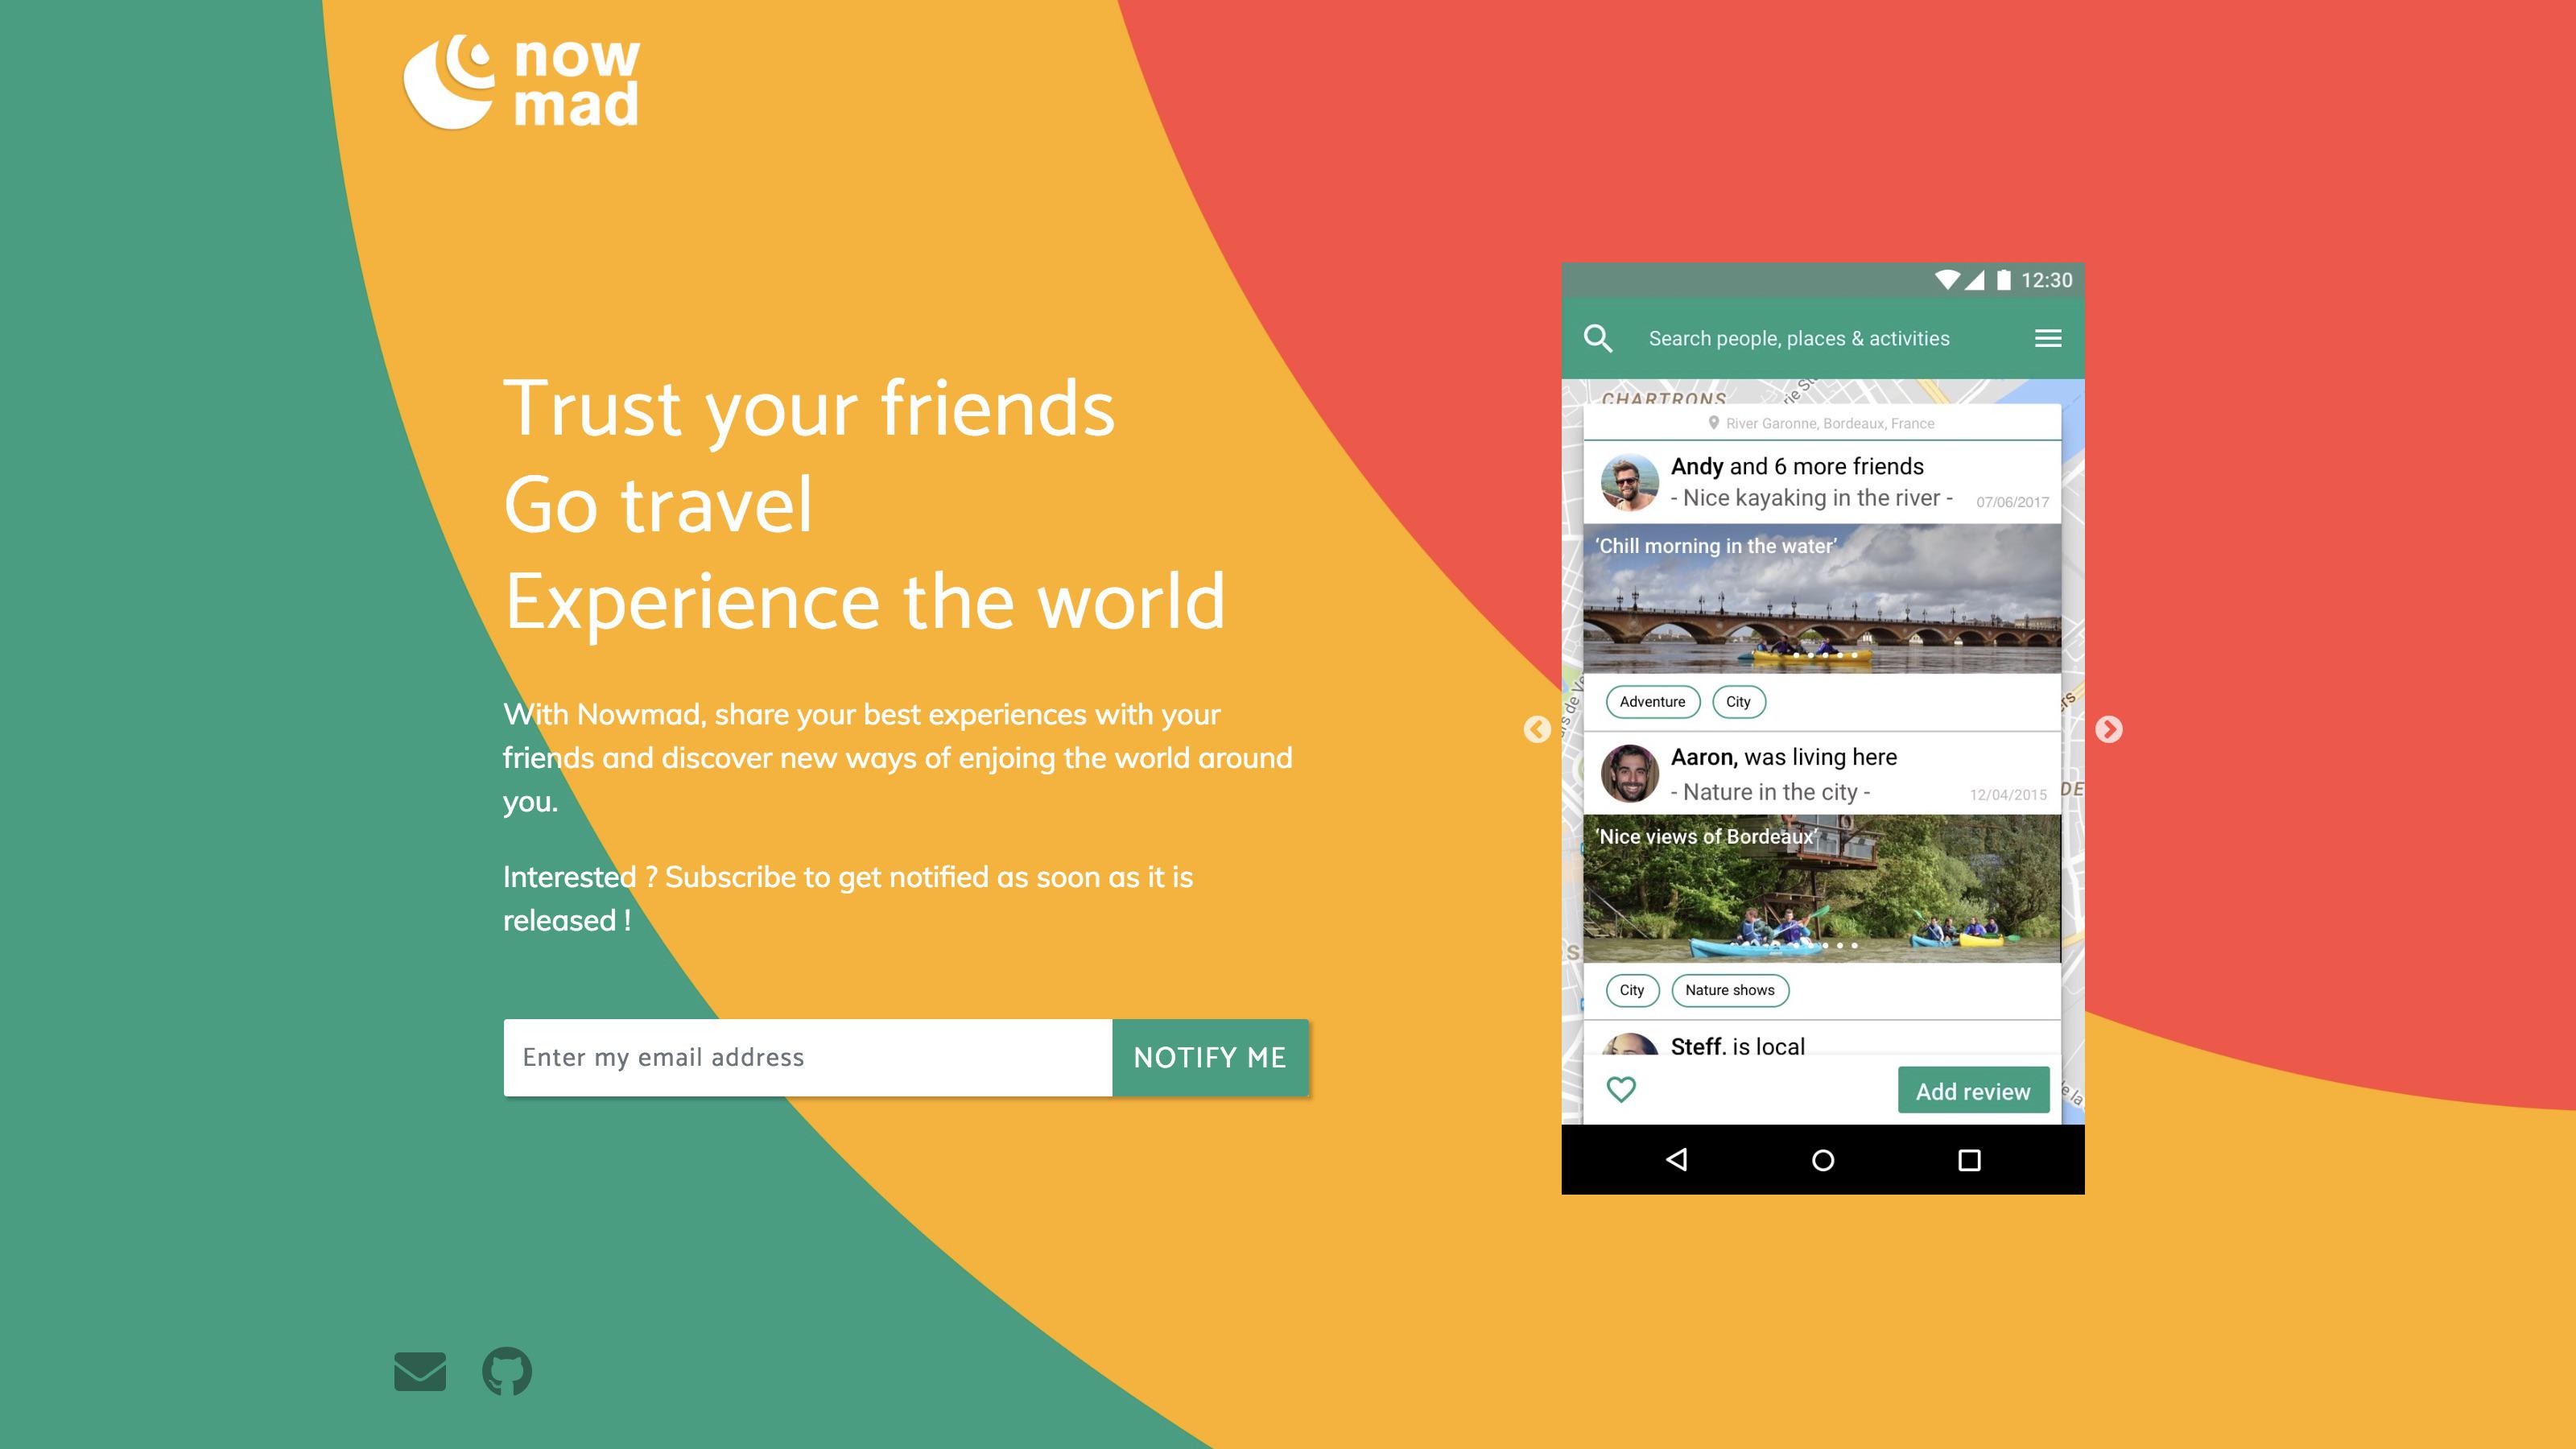 now
mad
Trust your friends
Go travel
Experience the world
With Nowmad, share your best experiences with your
friends and discover new ways of enjoing the world around
you.
Interested ? Subscribe to get notified as soon as it is
released !
Enter my email address
NOTIFY ME
12:30
Search people, places & activities
CHARTRONS
River Garonne, Bordeaux, France
Andy and 6 more friends
- Nice kayaking in the river -
07/06/2017
‘Chill morning in the water’
Adventure
City
Aaron, was living here
- Nature in the city -
12/04/2015
‘Nice views of Bordeaux’
City
Nature shows
Steff, is local
Add review